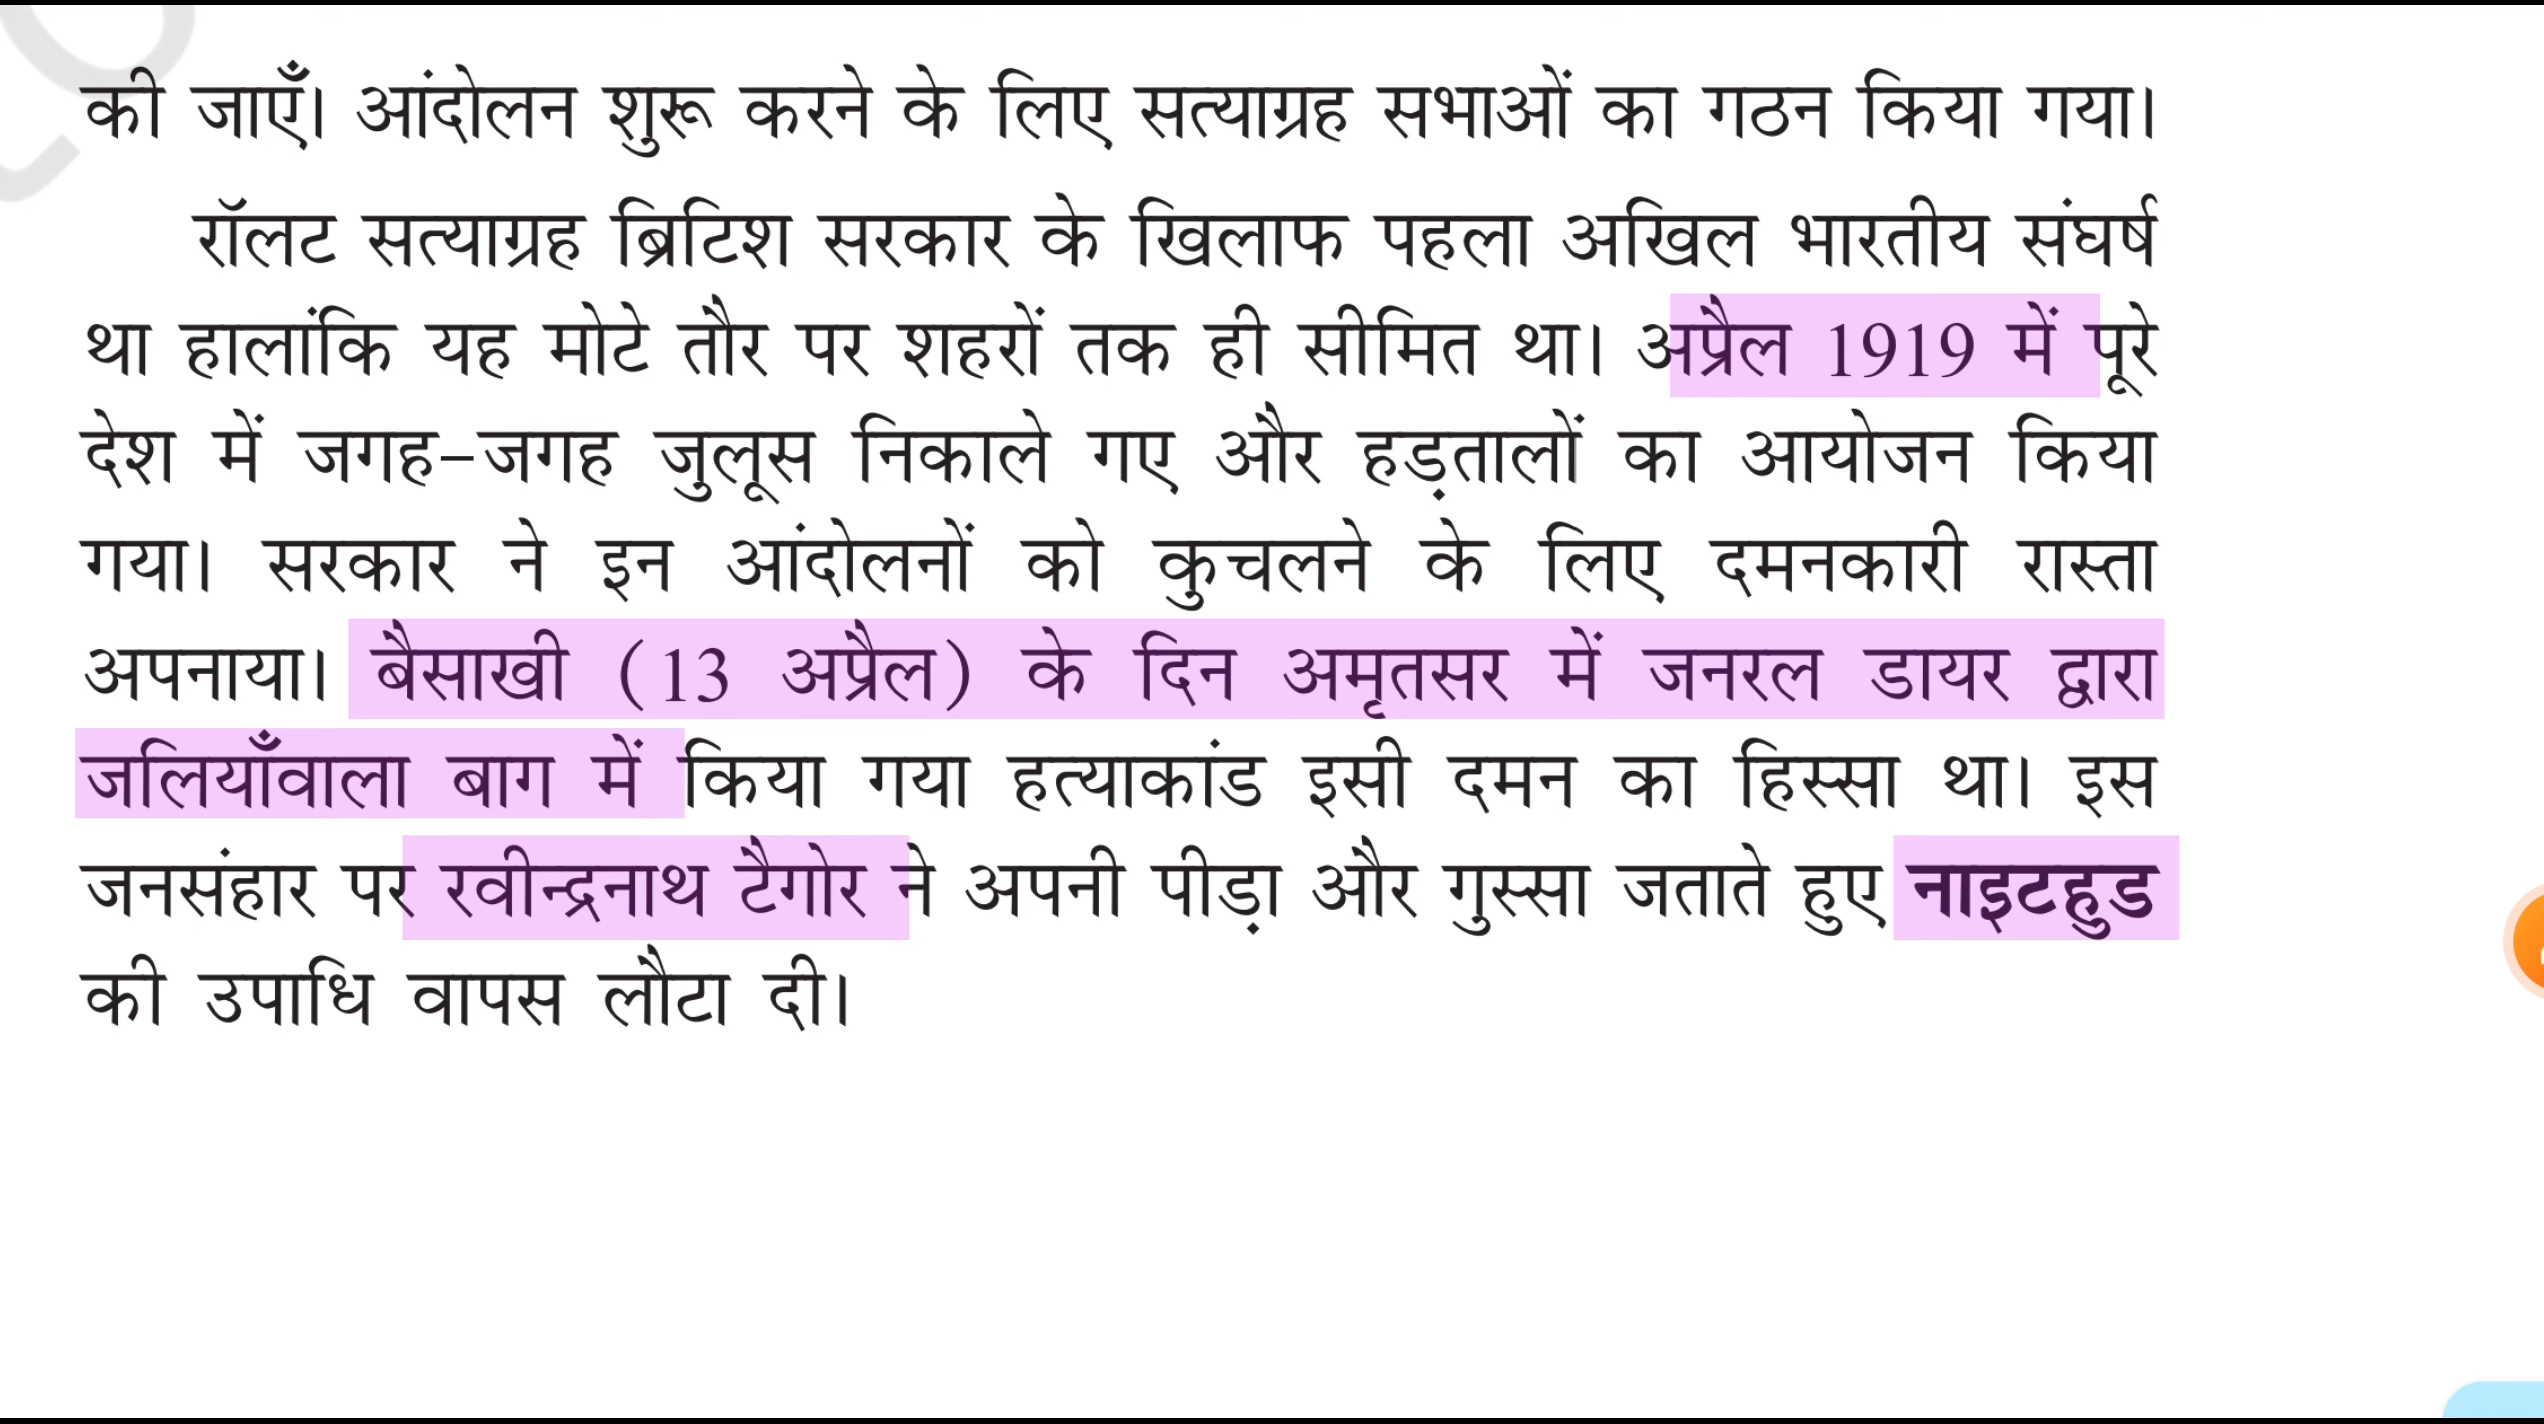 की जाएँ। आंदोलन शुरू करने के लिए सत्याग्रह सभाओं का गठन किया गया।
रॉलट सत्याग्रह ब्रिटिश सरकार के खिलाफ पहला अखिल भारतीय संघर्ष
था हालांकि यह मोटे तौर पर शहरों तक ही सीमित था। अप्रैल 1919 में पूरे
देश में जगह-जगह जुलूस निकाले गए और हड़तालों का आयोजन किया
गया। सरकार ने इन आंदोलनों को कुचलने के लिए दमनकारी रास्ता
अपनाया। बैसाखी (13 अप्रैल) के दिन अमृतसर में जनरल डायर द्वारा
जलियाँवाला बाग में किया गया हत्याकांड इसी दमन का हिस्सा था। इस
जनसंहार पर रवीन्द्रनाथ टैगोर ने अपनी पीड़ा और गुस्सा जताते हुए नाइटहुड
की उपाधि वापस लौटा दी।